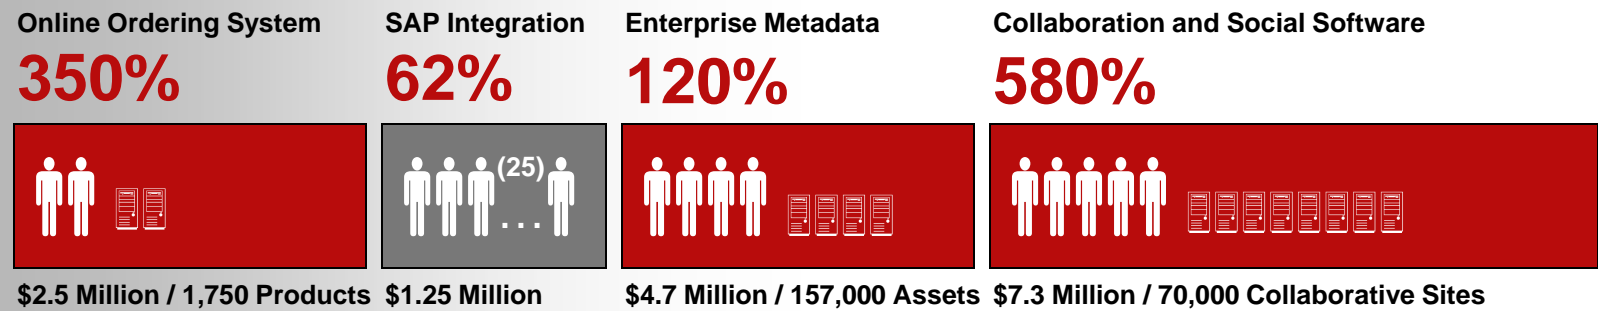 Online Ordering System
350%
$2.5 Million / 1,750 Products
SAP Integration
62%
(25)
...
$1.25 Million
Enterprise Metadata
120%
$4.7 Million / 157,000 Assets
Collaboration and Social Software
580%
$7.3 Million / 70,000 Collaborative Sites